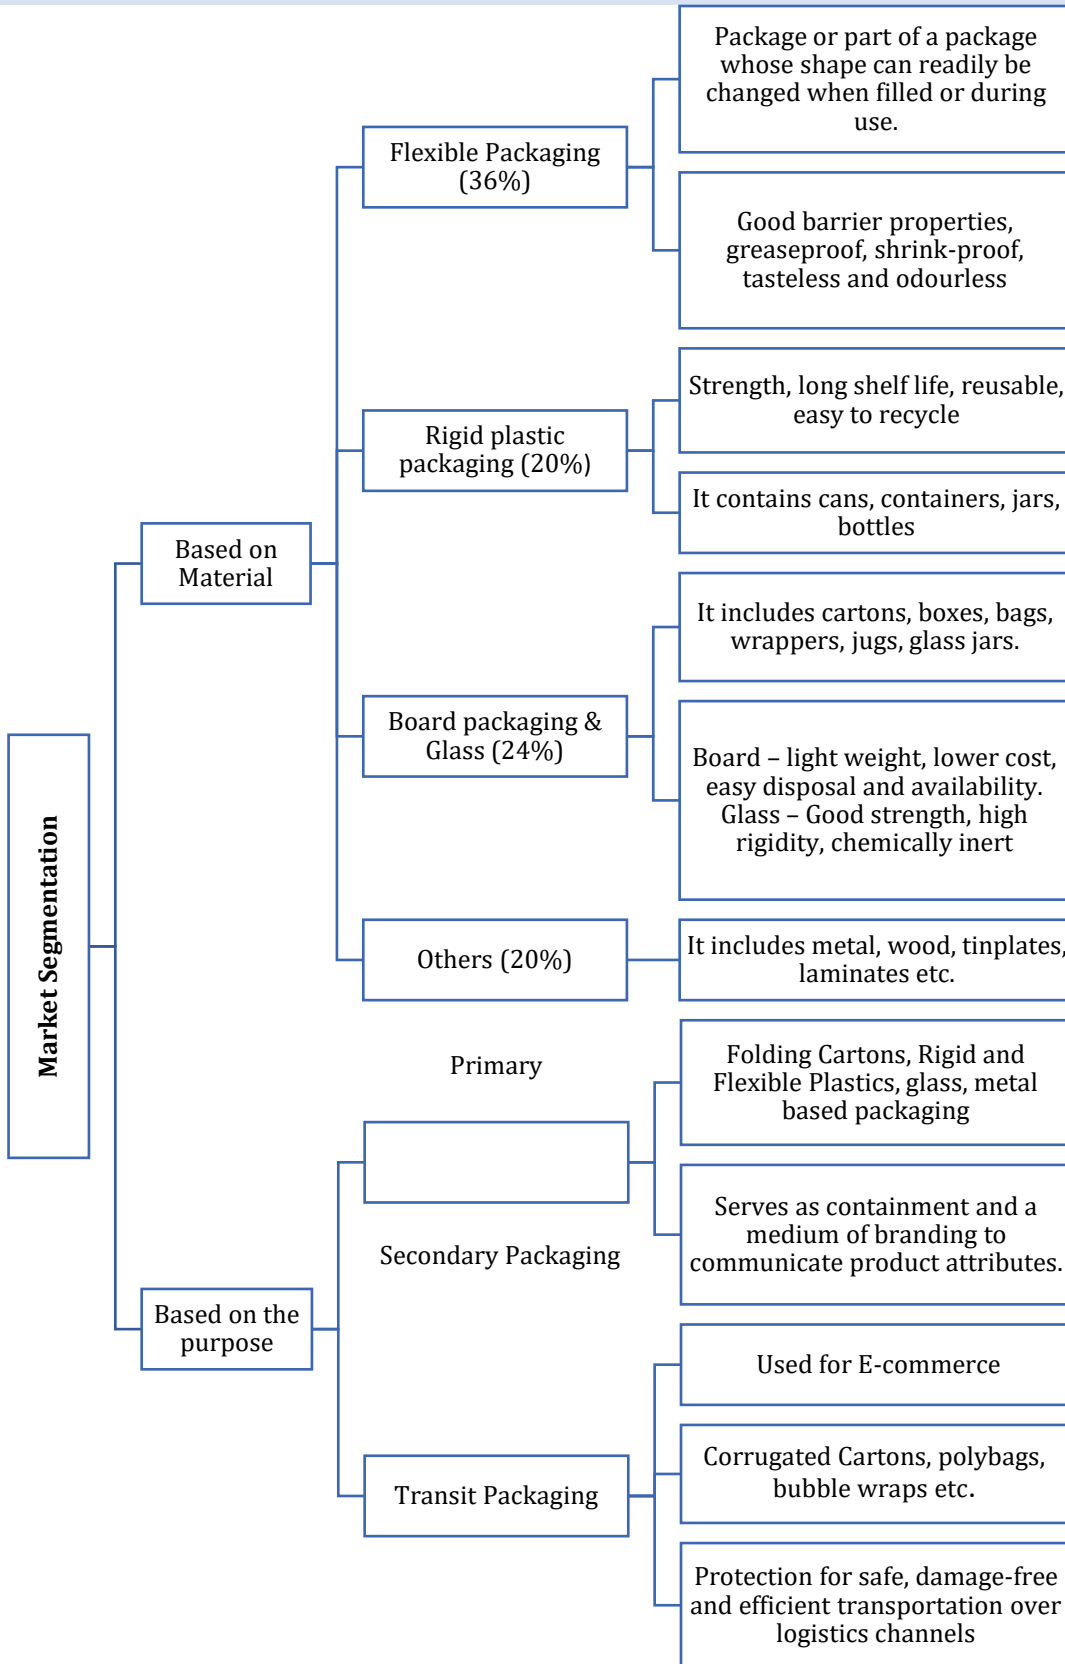 Market Segmentation
Based on
Material
Flexible Packaging
(36%)
Package or part of a package
whose shape can readily be
changed when filled or during
use.
Good barrier properties,
greaseproof, shrink-proof,
tasteless and odourless
Rigid plastic
packaging (20%)
Strength, long shelf life, reusable,
easy to recycle
It contains cans, containers, jars,
bottles
Board packaging &
Glass (24%)
It includes cartons, boxes, bags,
wrappers, jugs, glass jars.
Board – light weight, lower cost,
easy disposal and availability.
Glass – Good strength, high
rigidity, chemically inert
Others (20%)
It includes metal, wood, tinplates,
laminates etc.
Based on the
purpose
Primary
Secondary Packaging
Folding Cartons, Rigid and
Flexible Plastics, glass, metal
based packaging
Serves as containment and a
medium of branding to
communicate product attributes.
Transit Packaging
Used for E-commerce
Corrugated Cartons, polybags,
bubble wraps etc.
Protection for safe, damage-free
and efficient transportation over
logistics channels